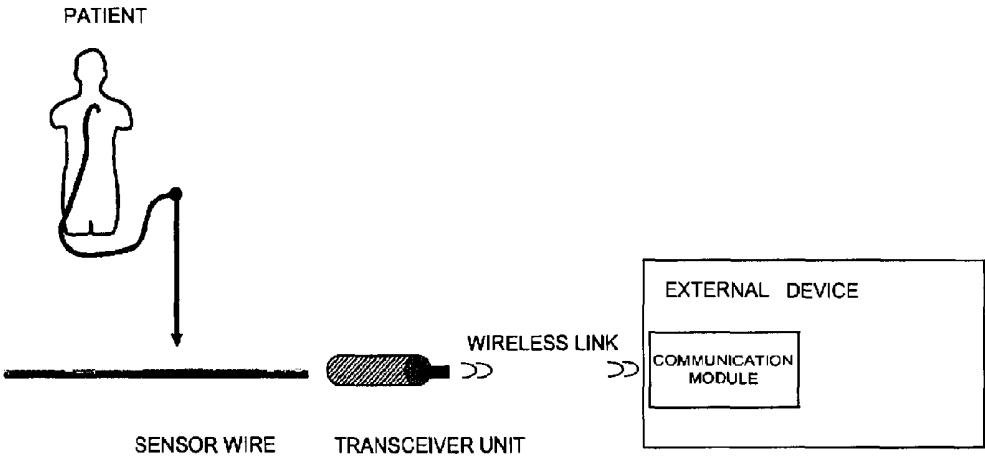 PATIENT
EXTERNAL DEVICE
WIRELESS LINK
COMMUNICATION
MODULE
SENSOR WIRE
TRANSCEIVER UNIT